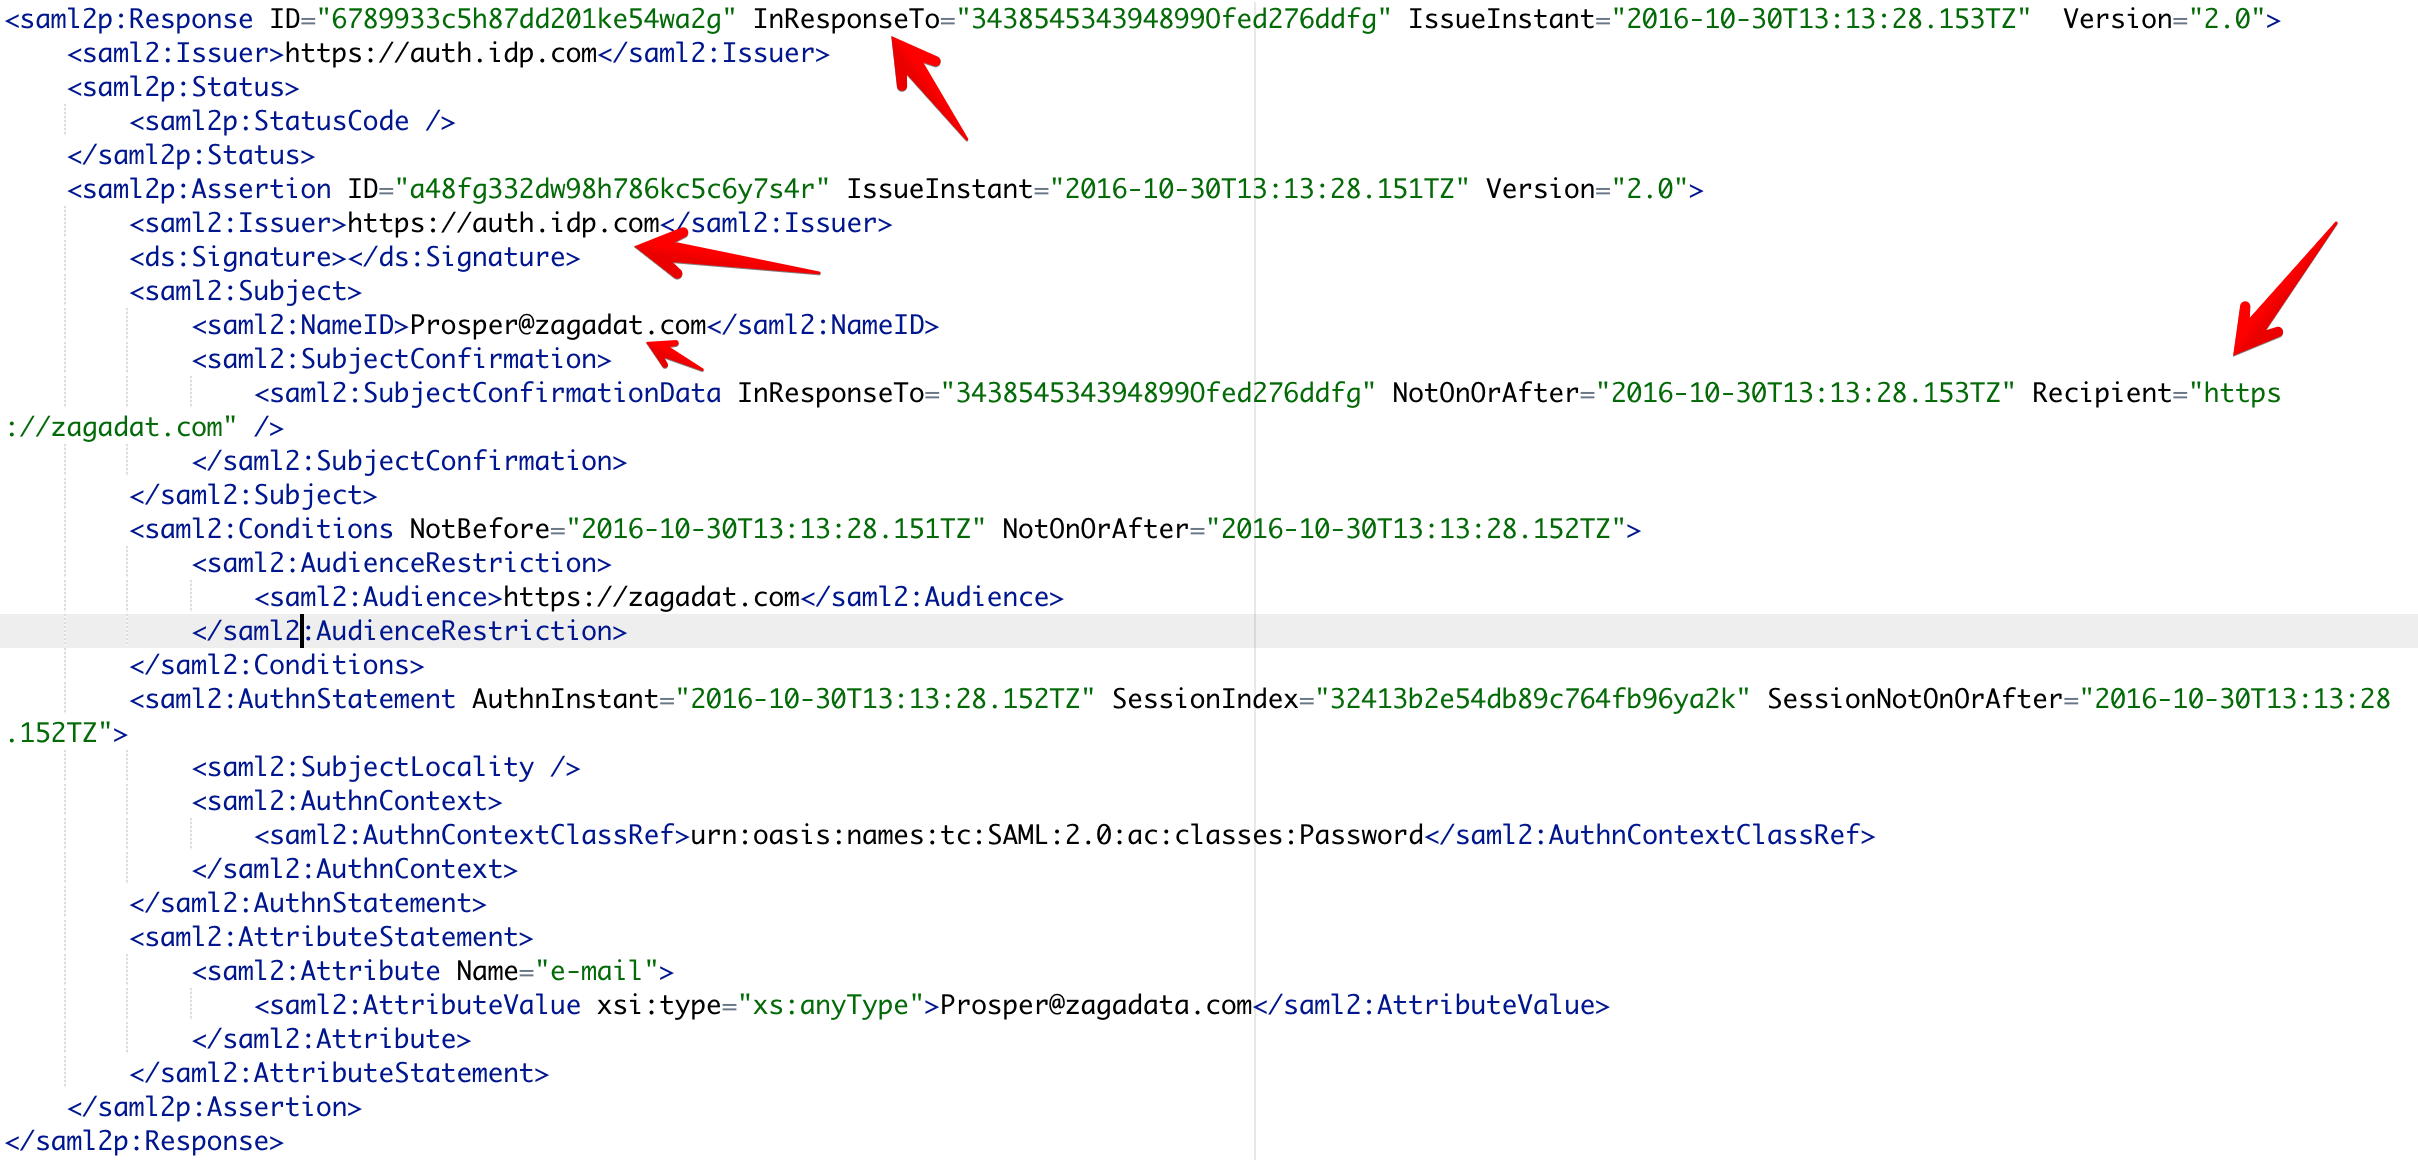 <saml2p:Response ID="6789933c5h87dd201ke54wa2g" InResponseTo="34385453439489​90fed276ddfg" IssueInstant="2016-10-30T13:13:28.153TZ"  Version="2.0">
    <saml2:Issuer>https://auth.idp.com</saml2:Issuer>
    <saml2p:Status>
        <saml2p:StatusCode />
    </saml2p:Status>
    <saml2p:Assertion ID="a48fg332dw98h786kc5c6y7s4r" IssueInstant="2016-10-30T13:13:28.151TZ" Version="2.0">
        <saml2:Issuer>https://auth.idp.com</saml2:Issuer>
        <ds:Signature></ds:Signature>
        <saml2:Subject>
            <saml2:NameID>Prosper@zagadat.com</saml2:NameID>
            <saml2:SubjectConfirmation>
                <saml2:SubjectConfirmationData InResponseTo="3438545343948990fed276ddfg" NotOnOrAfter="2016-10-30T13:13:28.153TZ" Recipient="https
://zagadat.com" />
            </saml2:SubjectConfirmation>
        </saml2:Subject>
        <saml2:Conditions NotBefore="2016-10-30T13:13:28.151TZ" NotOnOrAfter="2016-10-30T13:13:28.152TZ">
            <saml2:AudienceRestriction>
                <saml2:Audience>https://zagadat.com</saml2:Audience>
            </saml2:AudienceRestriction>
        </saml2:Conditions>
        <saml2:AuthnStatement AuthnInstant="2016-10-30T13:13:28.152TZ" SessionIndex="32413b2e54db89c764fb96ya2k" SessionNotOnOrAfter="2016-10-30T13:13:28
.152TZ">
            <saml2:SubjectLocality />
            <saml2:AuthnContext>
                <saml2:AuthnContextClassRef>urn:oasis:names:tc:SAML:2.0:ac:classes:Password</saml2:AuthnContextClassRef>
            </saml2:AuthnContext>
        </saml2:AuthnStatement>
        <saml2:AttributeStatement>
            <saml2:Attribute Name="e-mail">
                <saml2:AttributeValue xsi:type="xs:anyType">Prosper@zagadata.com</saml2:AttributeValue>
            </saml2:Attribute>
        </saml2:AttributeStatement>
    </saml2p:Assertion>
</saml2p:Response>